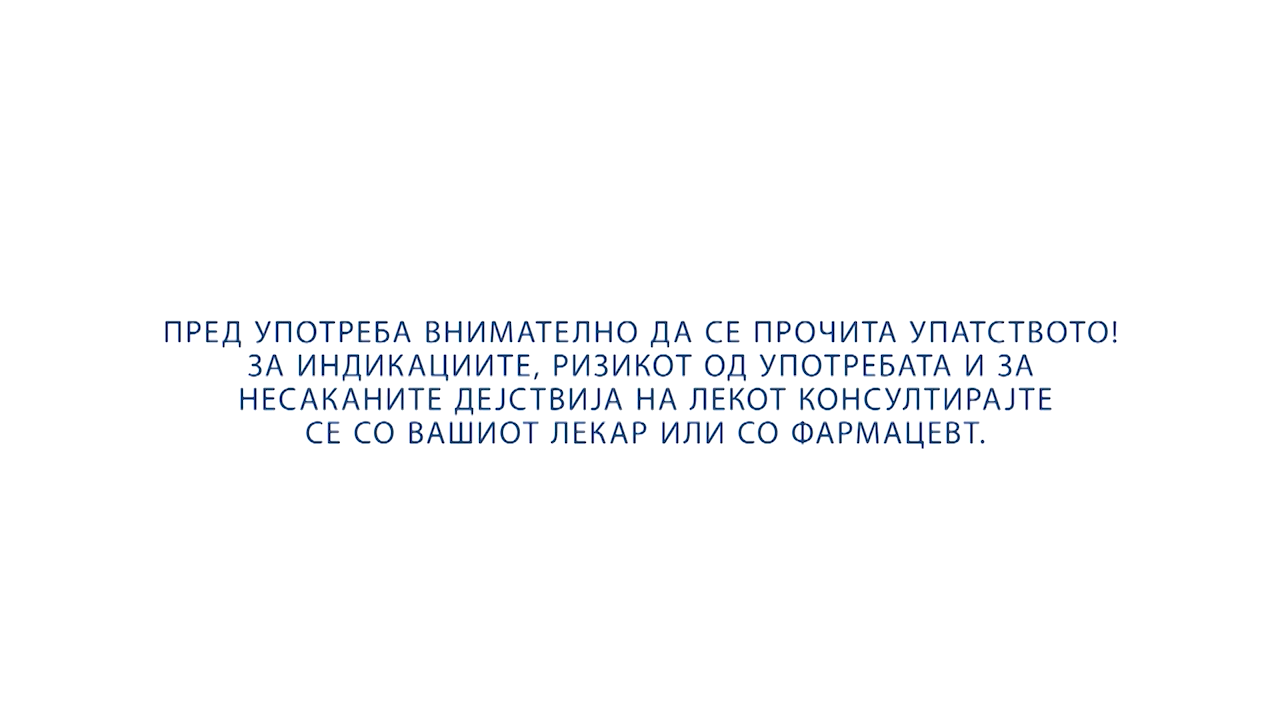 ПРЕД УПОТРЕБА ВНИМАТЕЛНО ДА СЕ ПРОЧИТА УПАТСТВОТО!
ЗА ИНДИКАЦИИТЕ, РИЗИКОТ ОД УПОТРЕБАТА И ЗА
НЕСАКАНИТЕ ДЕЈСТВИЈА НА ЛЕКОТ КОНСУЛТИРАЈТЕ
СЕ СО ВАШИОТ ЛЕКАР ИЛИ СО ФАРМАЦЕВТ.